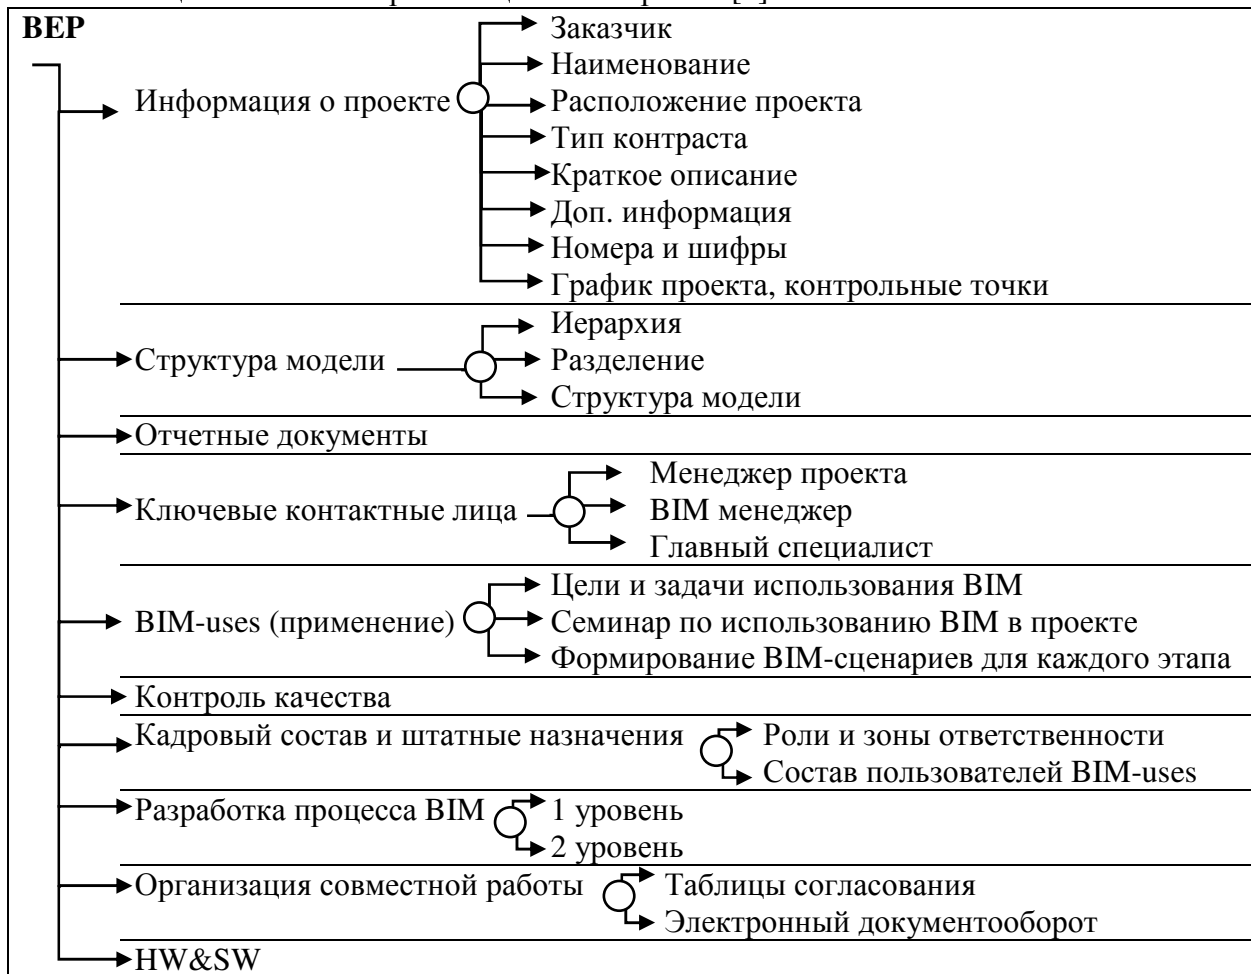 BEP
Информация о проекте
Заказчик
Наименование
Расположение проекта
Тип контраста
Краткое описание
Доп. информация
Номера и шифры
График проекта, контрольные точки
Структура модели
Иерархия
Разделение
Структура модели
Отчетные документы
Ключевые контактные лица
Менеджер проекта
BIM менеджер
Главный специалист
BIM-uses (применение)
Цели и задачи использования BIM
Семинар по использованию BIM в проекте
Формирование BIM-сценариев для каждого этапа
Контроль качества
Кадровый состав и штатные назначения
Роли и зоны ответственности
Состав пользователей BIM-uses
Разработка процесса BIM
1 уровень
2 уровень
Организация совместной работы
Таблицы согласования
Электронный документооборот
HW&SW